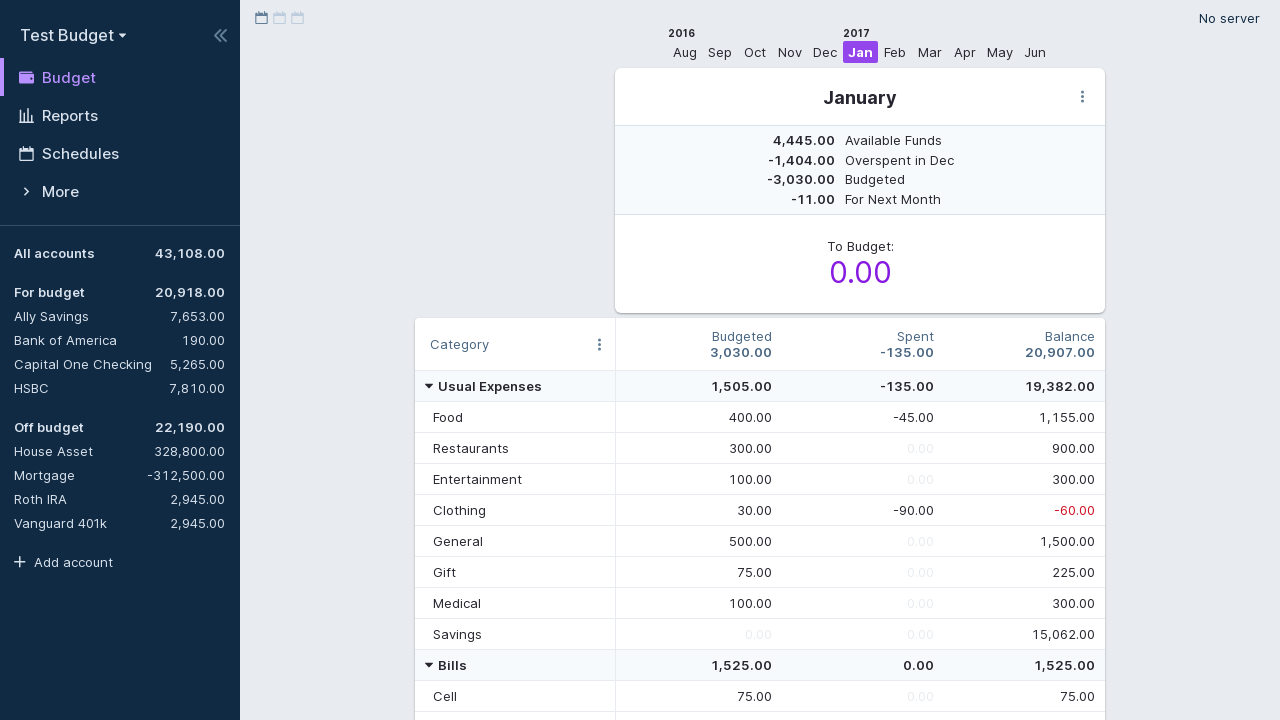 Test Budget
Budget
Reports
Schedules
More
All accounts 43,108.00
For budget 20,918.00
Ally Savings 7,653.00
Bank of America 190.00
Capital One Checking 5,265.00
HSBC 7,810.00
Off budget 22,190.00
House Asset 328,800.00
Mortgage -312,500.00
Roth IRA 2,945.00
Vanguard 401k 2,945.00
Add account
No server
2016 2017
Aug Sep Oct Nov Dec Jan Feb Mar Apr May Jun
January
4,445.00 Available Funds
-1,404.00 Overspent in Dec
-3,030.00 Budgeted
-11.00 For Next Month
To Budget:
0.00
Category Budgeted Spent Balance
3,030.00 -135.00 20,907.00
Usual Expenses 1,505.00 -135.00 19,382.00
Food 400.00 -45.00 1,155.00
Restaurants 300.00 0.00 900.00
Entertainment 100.00 0.00 300.00
Clothing 30.00 -90.00 -60.00
General 500.00 0.00 1,500.00
Gift 75.00 0.00 225.00
Medical 100.00 0.00 300.00
Savings 0.00 0.00 15,062.00
Bills 1,525.00 0.00 1,525.00
Cell 75.00 0.00 75.00